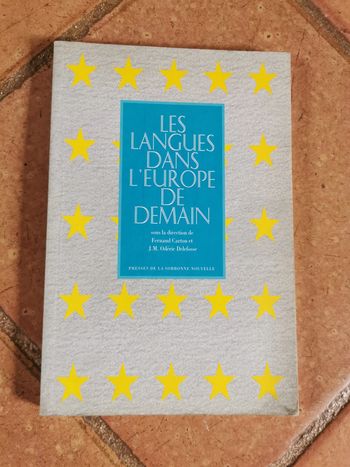 LES
LANGUES
DANS
L'EUROPE
DE
DEMAIN
sous la direction de
Fernand Carton et
J.M. Odéric Delefosse
PRESSES DE LA SORBONNE NOUVELLE